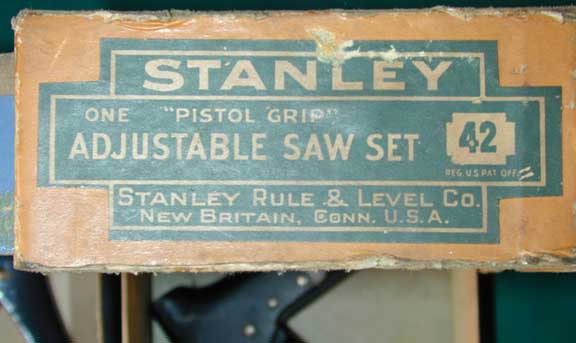 STANLEY
ONE "PISTOL GRIP"
ADJUSTABLE SAW SET
42
REG. U.S. PAT. OFF.
STANLEY RULE & LEVEL CO.
NEW BRITAIN, CONN. U.S.A.